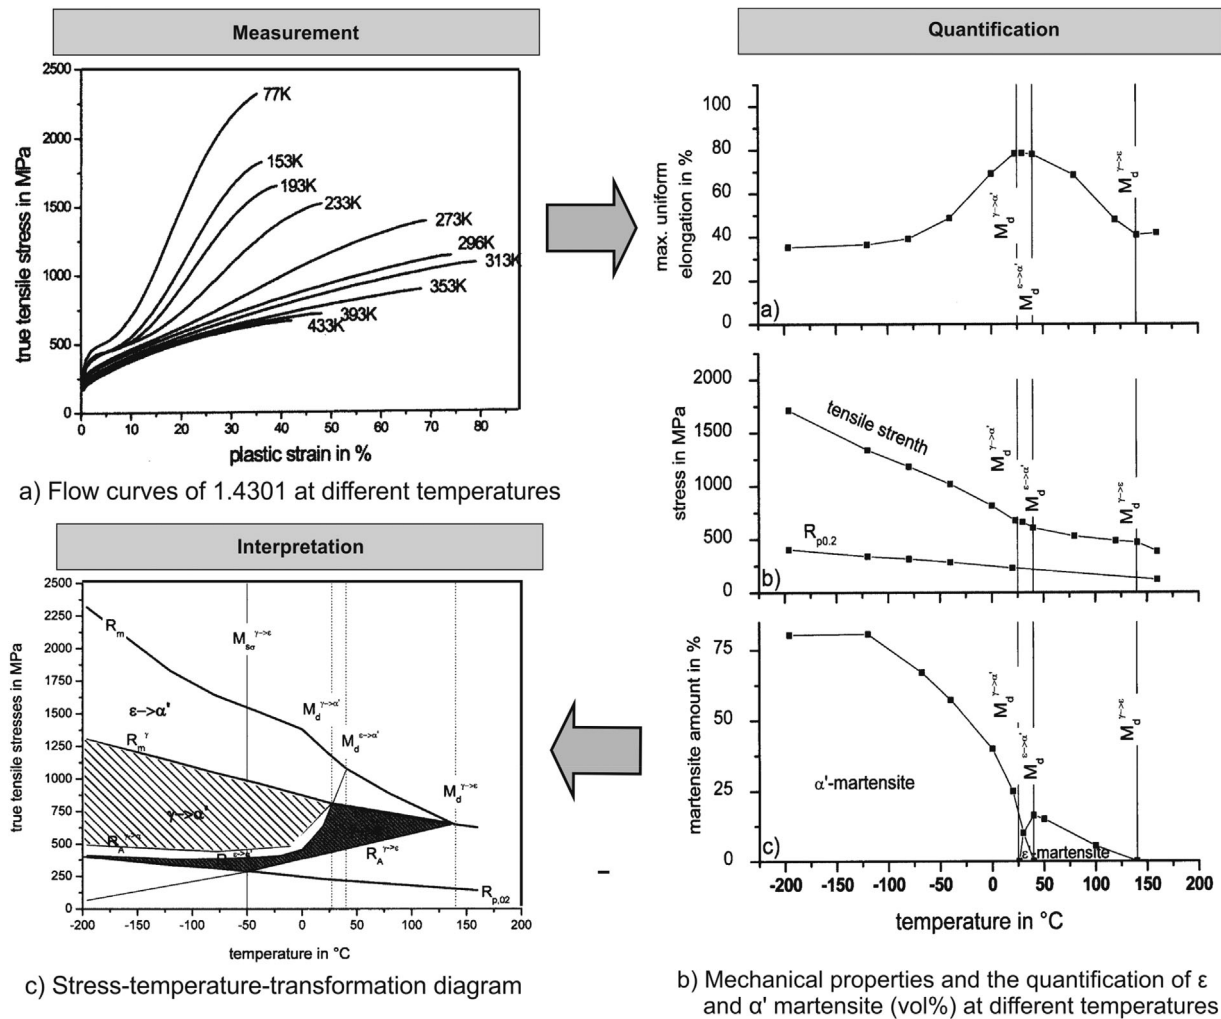 Measurement
2500
2000
1500
1000
500
0
true tensile stress in MPa
77K
153K
193K
233K
273K
296K
313K
353K
393K
433K
0 10 20 30 40 50 60 70 80
plastic strain in %
a) Flow curves of 1.4301 at different temperatures
Quantification
100
80
60
40
20
0
max. uniform
elongation in %
M_d^γ->α'
M_d^ε->α'
M_d^γ->ε
a)
2000
1500
1000
500
0
stress in MPa
tensile strenth
R_p0.2
M_d^γ->α'
M_d^ε->α'
M_d^γ->ε
b)
75
50
25
0
martensite amount in %
α'-martensite
ε-martensite
M_d^γ->α'
M_d^ε->α'
M_d^γ->ε
c)
-200 -150 -100 -50 0 50 100 150 200
temperature in °C
b) Mechanical properties and the quantification of ε
and α' martensite (vol%) at different temperatures
Interpretation
2500
2250
2000
1750
1500
1250
1000
750
500
250
0
true tensile stresses in MPa
R_m
M_sσ^γ->ε
M_d^γ->α'
M_d^ε->α'
M_d^γ->ε
ε->α'
R_m^γ
γ->α'
R_A^γ->α
R_A^γ->ε
R_p,02
-200 -150 -100 -50 0 50 100 150 200
temperature in °C
c) Stress-temperature-transformation diagram